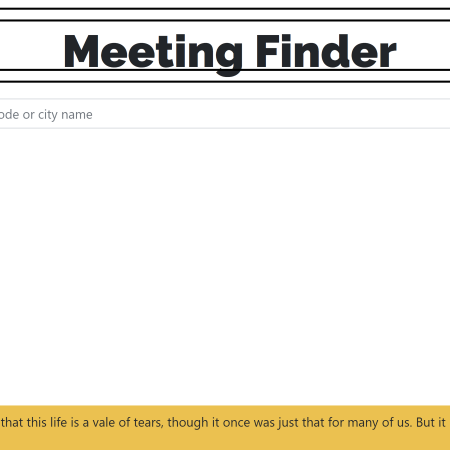 Meeting Finder
ode or city name
that this life is a vale of tears, though it once was just that for many of us. But it